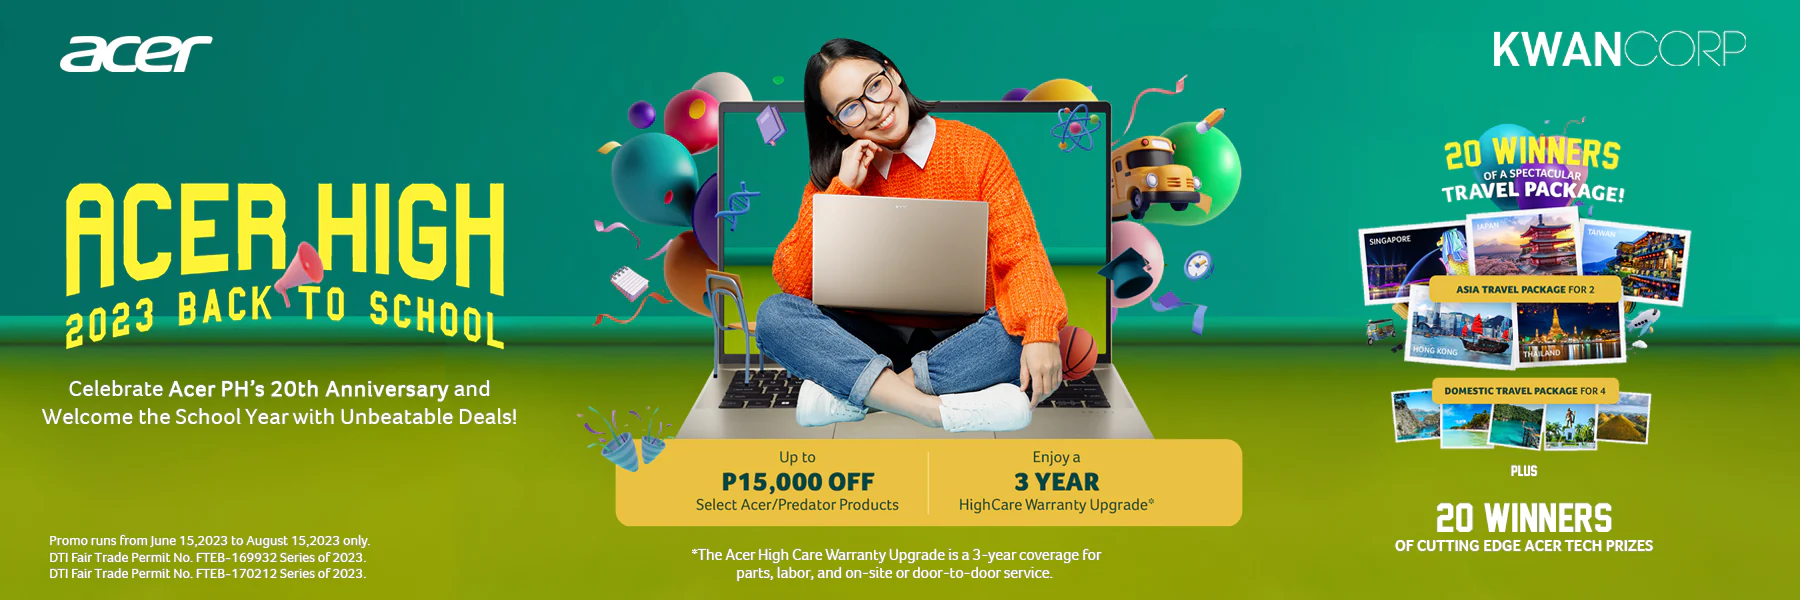 acer
KWANCORP
ACER HIGH
2023 BACK TO SCHOOL
Celebrate Acer PH's 20th Anniversary and
Welcome the School Year with Unbeatable Deals!
Promo runs from June 15,2023 to August 15,2023 only.
DTI Fair Trade Permit No. FTEB-169932 Series of 2023.
DTI Fair Trade Permit No. FTEB-170212 Series of 2023.
Up to
P15,000 OFF
Select Acer/Predator Products
Enjoy a
3 YEAR
HighCare Warranty Upgrade*
*The Acer High Care Warranty Upgrade is a 3-year coverage for
parts, labor, and on-site or door-to-door service.
20 WINNERS
OF A SPECTACULAR
TRAVEL PACKAGE!
SINGAPORE
JAPAN
TAIWAN
ASIA TRAVEL PACKAGE FOR 2
HONG KONG
THAILAND
DOMESTIC TRAVEL PACKAGE FOR 4
PLUS
20 WINNERS
OF CUTTING EDGE ACER TECH PRIZES